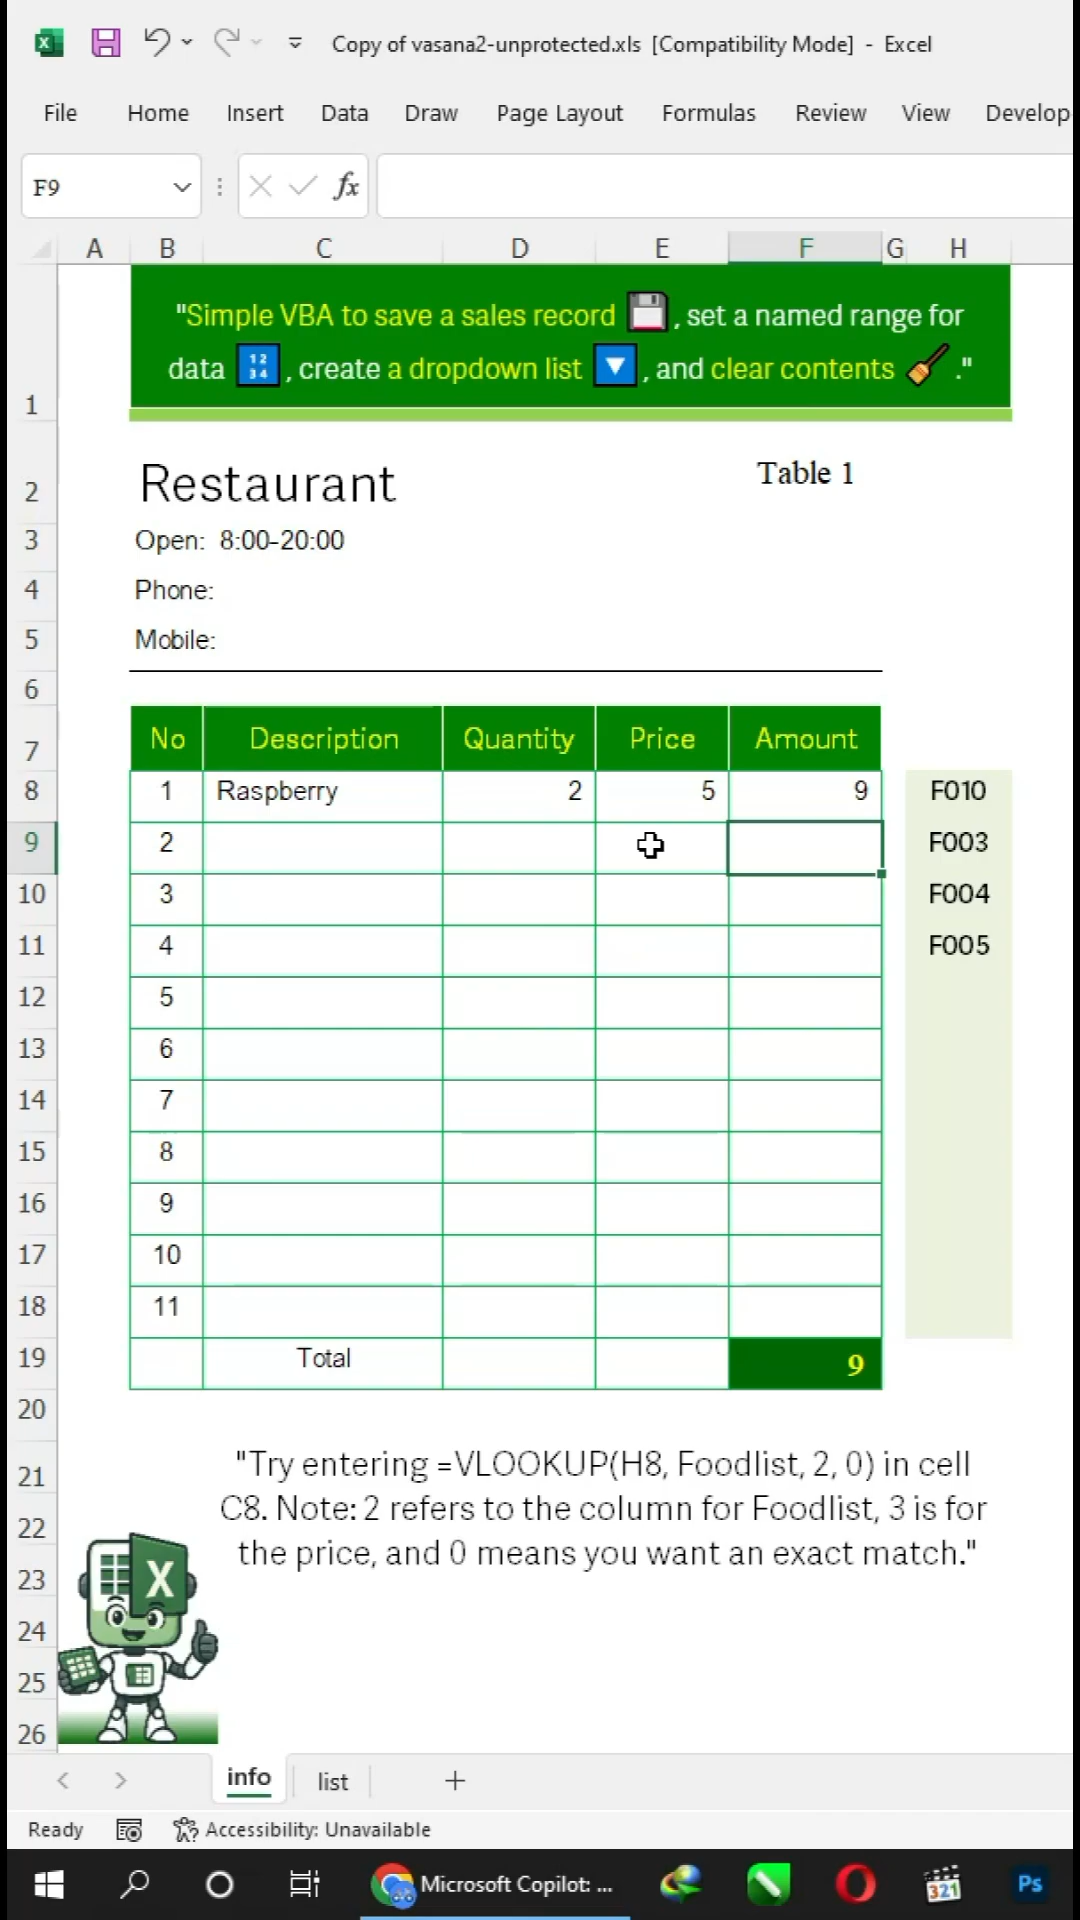 Copy of vasana2-unprotected.xls [Compatibility Mode] - Excel
File Home Insert Data Draw Page Layout Formulas Review View Develop
F9 fx
A B C D E F G H
"Simple VBA to save a sales record 💾, set a named range for
data 🔢, create a dropdown list 🔽, and clear contents 🧹."
1
2 Restaurant Table 1
3 Open: 8:00-20:00
4 Phone:
5 Mobile:
6
7 No Description Quantity Price Amount
8 1 Raspberry 2 5 9 F010
9 2 F003
10 3 F004
11 4 F005
12 5
13 6
14 7
15 8
16 9
17 10
18 11
19 Total 9
20
21 "Try entering =VLOOKUP(H8, Foodlist, 2, 0) in cell
22 C8. Note: 2 refers to the column for Foodlist, 3 is for
23 the price, and 0 means you want an exact match."
24
25
26
info list +
Ready Accessibility: Unavailable
Microsoft Copilot: ... 321 Ps